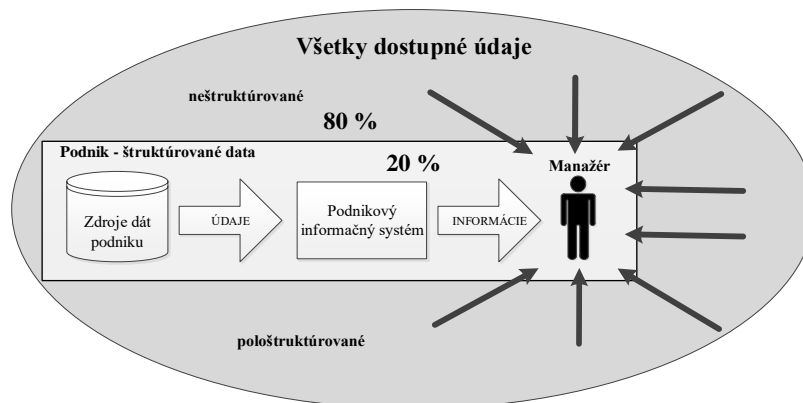 Všetky dostupné údaje
neštruktúrované
80 %
Podnik - štruktúrované data
20 %
Manažér
Zdroje dát
podniku
ÚDAJE
Podnikový
informačný systém
INFORMÁCIE
pološtruktúrované